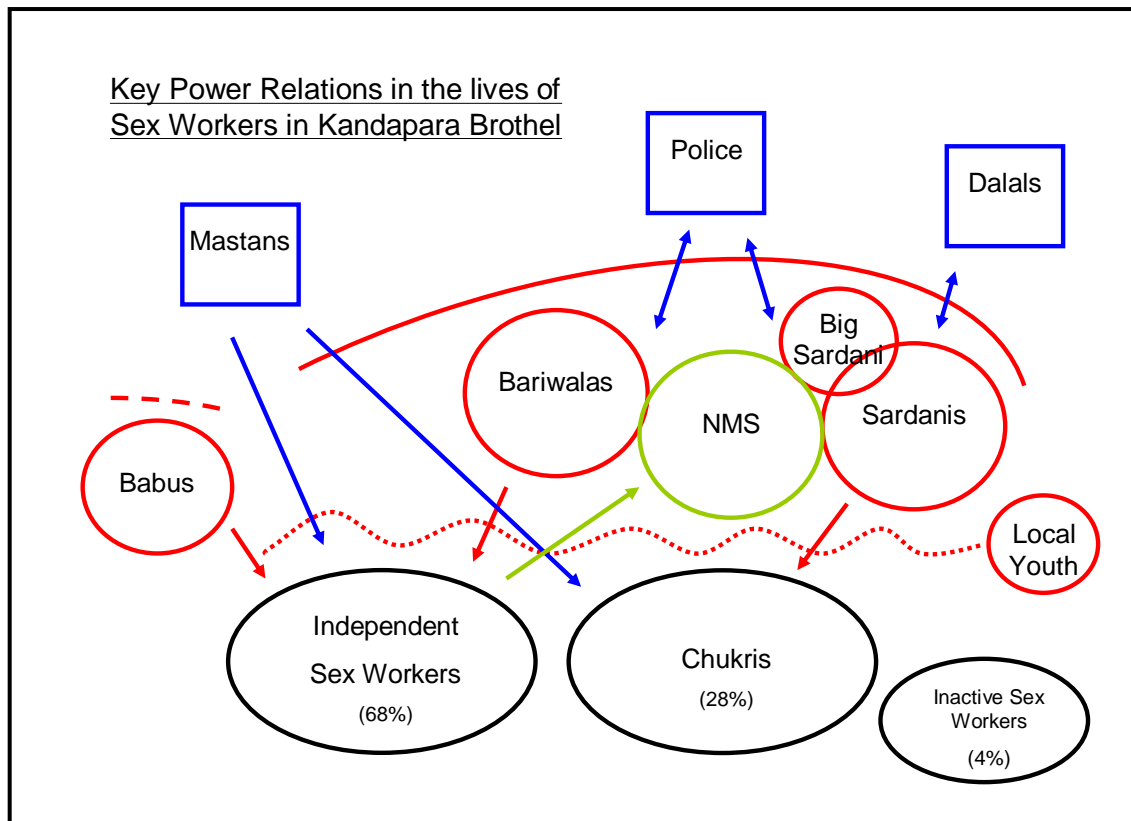 Key Power Relations in the lives of
Sex Workers in Kandapara Brothel
Police
Dalals
Mastans
Big
Sardani
Bariwalas
NMS
Sardanis
Babus
Local
Youth
Independent
Sex Workers
(68%)
Chukris
(28%)
Inactive Sex
Workers
(4%)